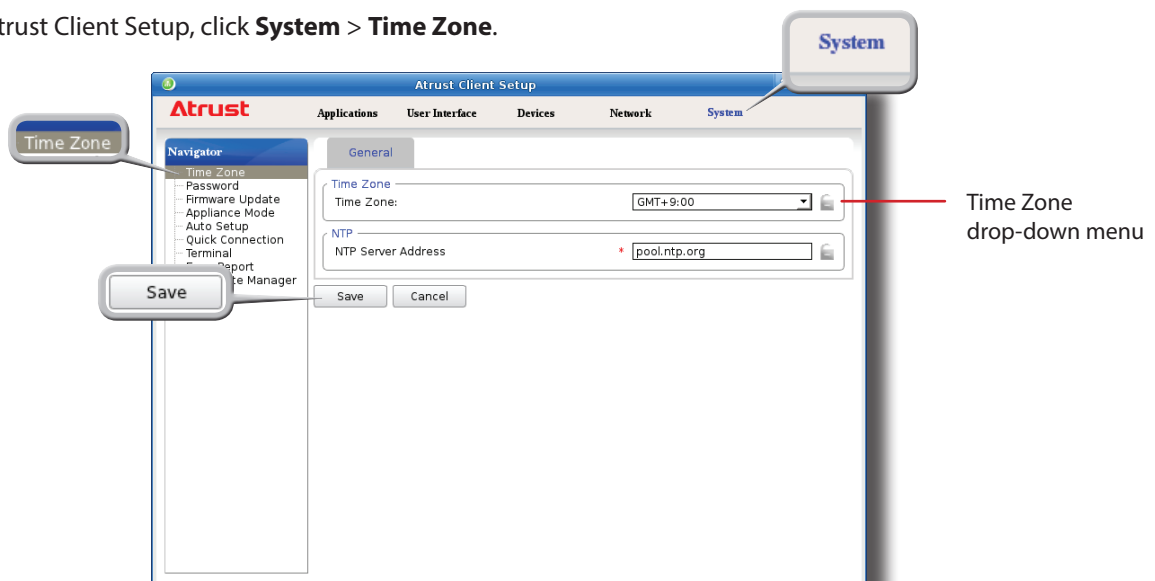 trust Client Setup, click System > Time Zone.
System
Atrust Client Setup
Atrust
Applications User Interface Devices Network System
Time Zone
Navigator
Time Zone
Password
Firmware Update
Appliance Mode
Auto Setup
Quick Connection
Terminal
Report
Manager
General
Time Zone
Time Zone: GMT+9:00
NTP
NTP Server Address * pool.ntp.org
Save Cancel
Save
Time Zone
drop-down menu